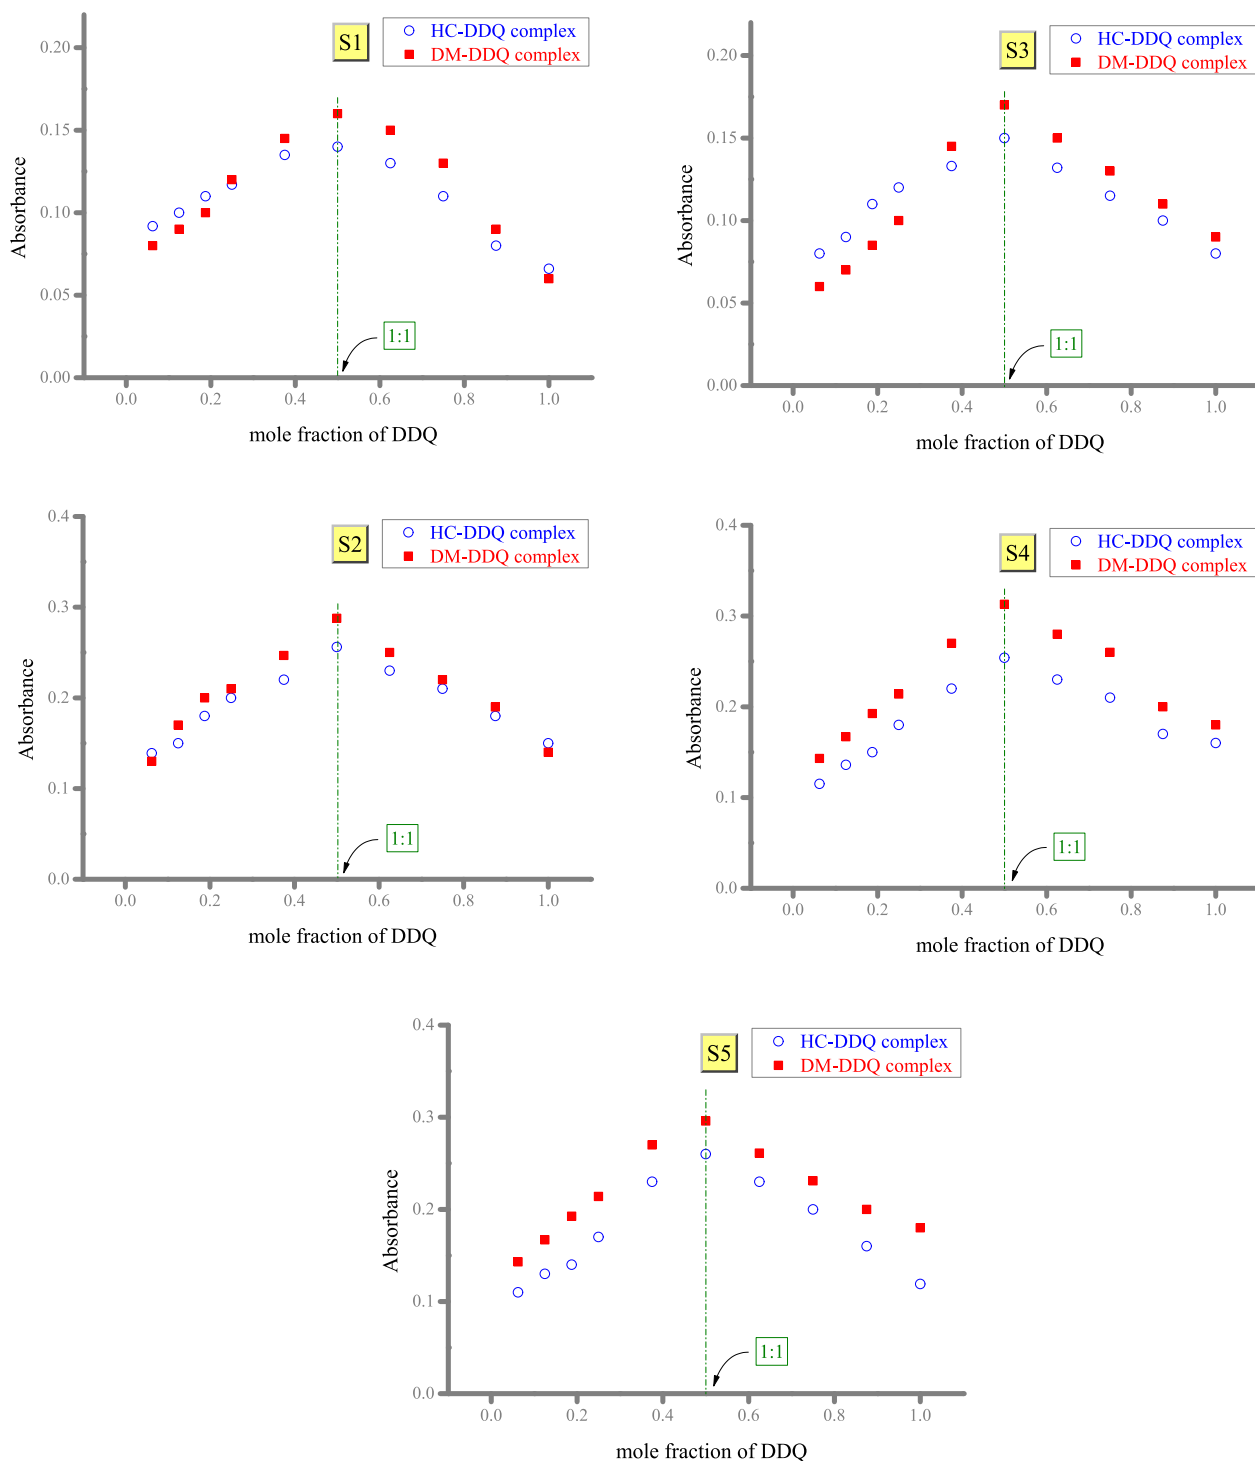 S1
HC-DDQ complex
DM-DDQ complex
0.20
0.15
0.10
0.05
0.00
Absorbance
1:1
0.0 0.2 0.4 0.6 0.8 1.0
mole fraction of DDQ
S3
HC-DDQ complex
DM-DDQ complex
0.20
0.15
0.10
0.05
0.00
Absorbance
1:1
0.0 0.2 0.4 0.6 0.8 1.0
mole fraction of DDQ
S2
HC-DDQ complex
DM-DDQ complex
0.4
0.3
0.2
0.1
0.0
Absorbance
1:1
0.0 0.2 0.4 0.6 0.8 1.0
mole fraction of DDQ
S4
HC-DDQ complex
DM-DDQ complex
0.4
0.3
0.2
0.1
0.0
Absorbance
1:1
0.0 0.2 0.4 0.6 0.8 1.0
mole fraction of DDQ
S5
HC-DDQ complex
DM-DDQ complex
0.4
0.3
0.2
0.1
0.0
Absorbance
1:1
0.0 0.2 0.4 0.6 0.8 1.0
mole fraction of DDQ